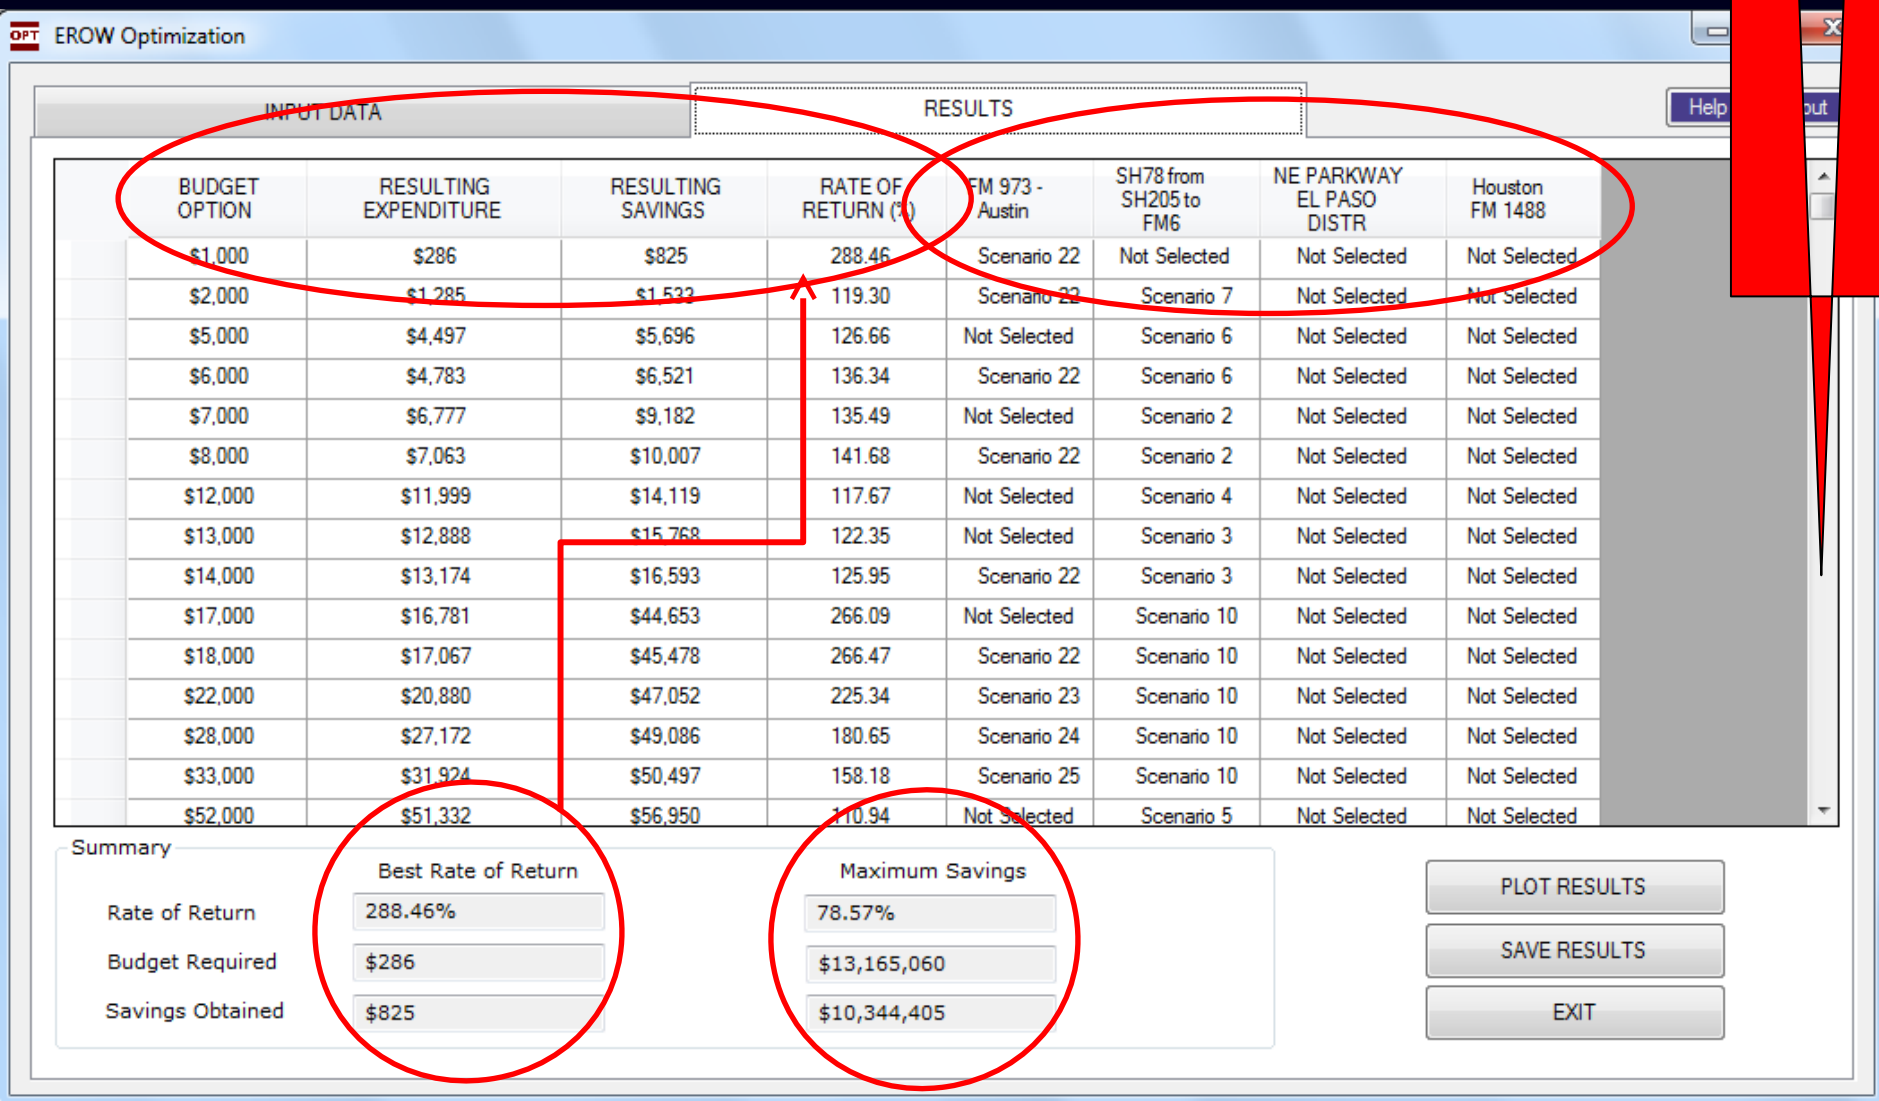 OPT EROW Optimization
INPUT DATA
RESULTS
Help
BUDGET OPTION RESULTING EXPENDITURE RESULTING SAVINGS RATE OF RETURN (%) FM 973 - Austin SH78 from SH205 to FM6 NE PARKWAY EL PASO DISTR Houston FM 1488
$1,000 $286 $825 288.46 Scenario 22 Not Selected Not Selected Not Selected
$2,000 $1,285 $1,533 119.30 Scenario 22 Scenario 7 Not Selected Not Selected
$5,000 $4,497 $5,696 126.66 Not Selected Scenario 6 Not Selected Not Selected
$6,000 $4,783 $6,521 136.34 Scenario 22 Scenario 6 Not Selected Not Selected
$7,000 $6,777 $9,182 135.49 Not Selected Scenario 2 Not Selected Not Selected
$8,000 $7,063 $10,007 141.68 Scenario 22 Scenario 2 Not Selected Not Selected
$12,000 $11,999 $14,119 117.67 Not Selected Scenario 4 Not Selected Not Selected
$13,000 $12,888 $15,768 122.35 Not Selected Scenario 3 Not Selected Not Selected
$14,000 $13,174 $16,593 125.95 Scenario 22 Scenario 3 Not Selected Not Selected
$17,000 $16,781 $44,653 266.09 Not Selected Scenario 10 Not Selected Not Selected
$18,000 $17,067 $45,478 266.47 Scenario 22 Scenario 10 Not Selected Not Selected
$22,000 $20,880 $47,052 225.34 Scenario 23 Scenario 10 Not Selected Not Selected
$28,000 $27,172 $49,086 180.65 Scenario 24 Scenario 10 Not Selected Not Selected
$33,000 $31,924 $50,497 158.18 Scenario 25 Scenario 10 Not Selected Not Selected
$52,000 $51,332 $56,950 110.94 Not Selected Scenario 5 Not Selected Not Selected
Summary
Best Rate of Return Maximum Savings
Rate of Return 288.46% 78.57%
Budget Required $286 $13,165,060
Savings Obtained $825 $10,344,405
PLOT RESULTS
SAVE RESULTS
EXIT